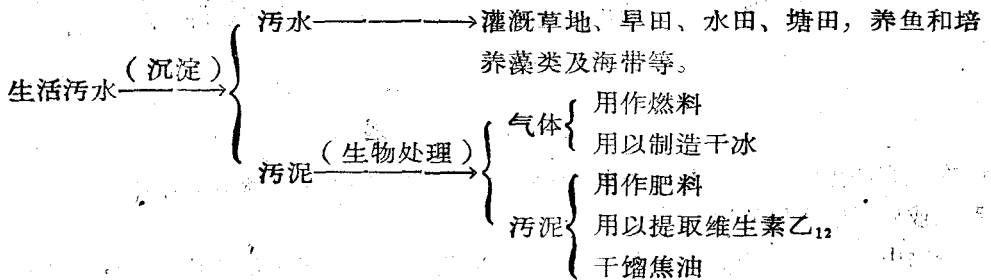 污水——→灌溉草地、旱田、水田、塘田，养鱼和培
养藻类及海带等。
生活污水（沉淀）
气体
用作燃料
用以制造干冰
污泥（生物处理）
用作肥料
污泥
用以提取维生素乙₁₂
干馏焦油